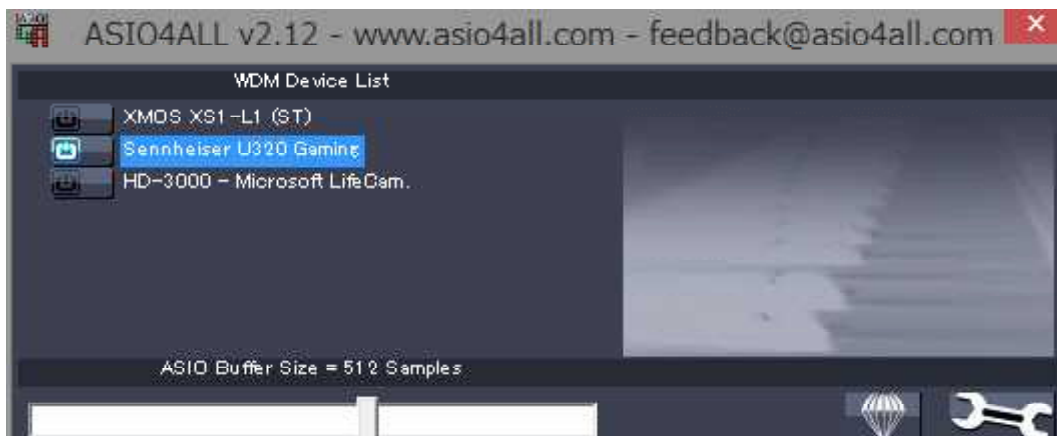 ASIO4ALL v2.12 - www.asio4all.com - feedback@asio4all.com
WDM Device List
XMOS XS1-L1 (ST)
Sennheiser U320 Gaming
HD-3000 - Microsoft LifeCam.
ASIO Buffer Size = 512 Samples